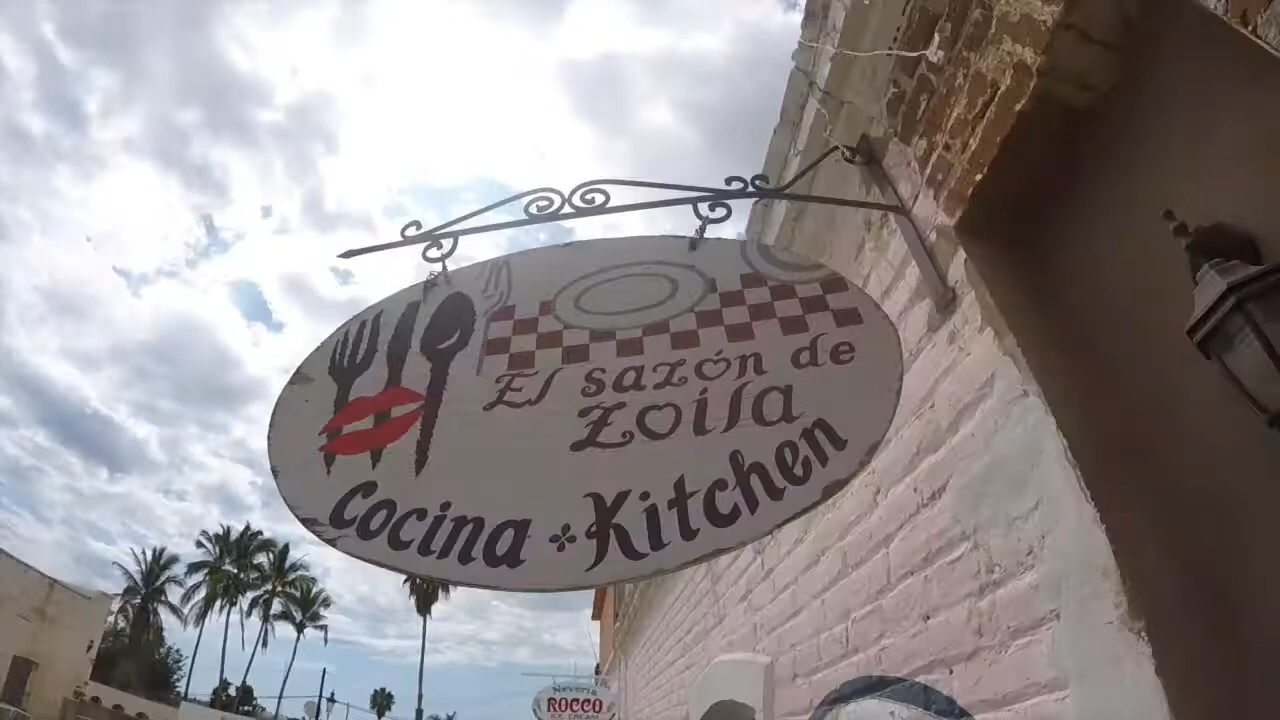 El sazón de
Zoila
Cocina Kitchen
Nevería
ROCCO
ICE CREAM